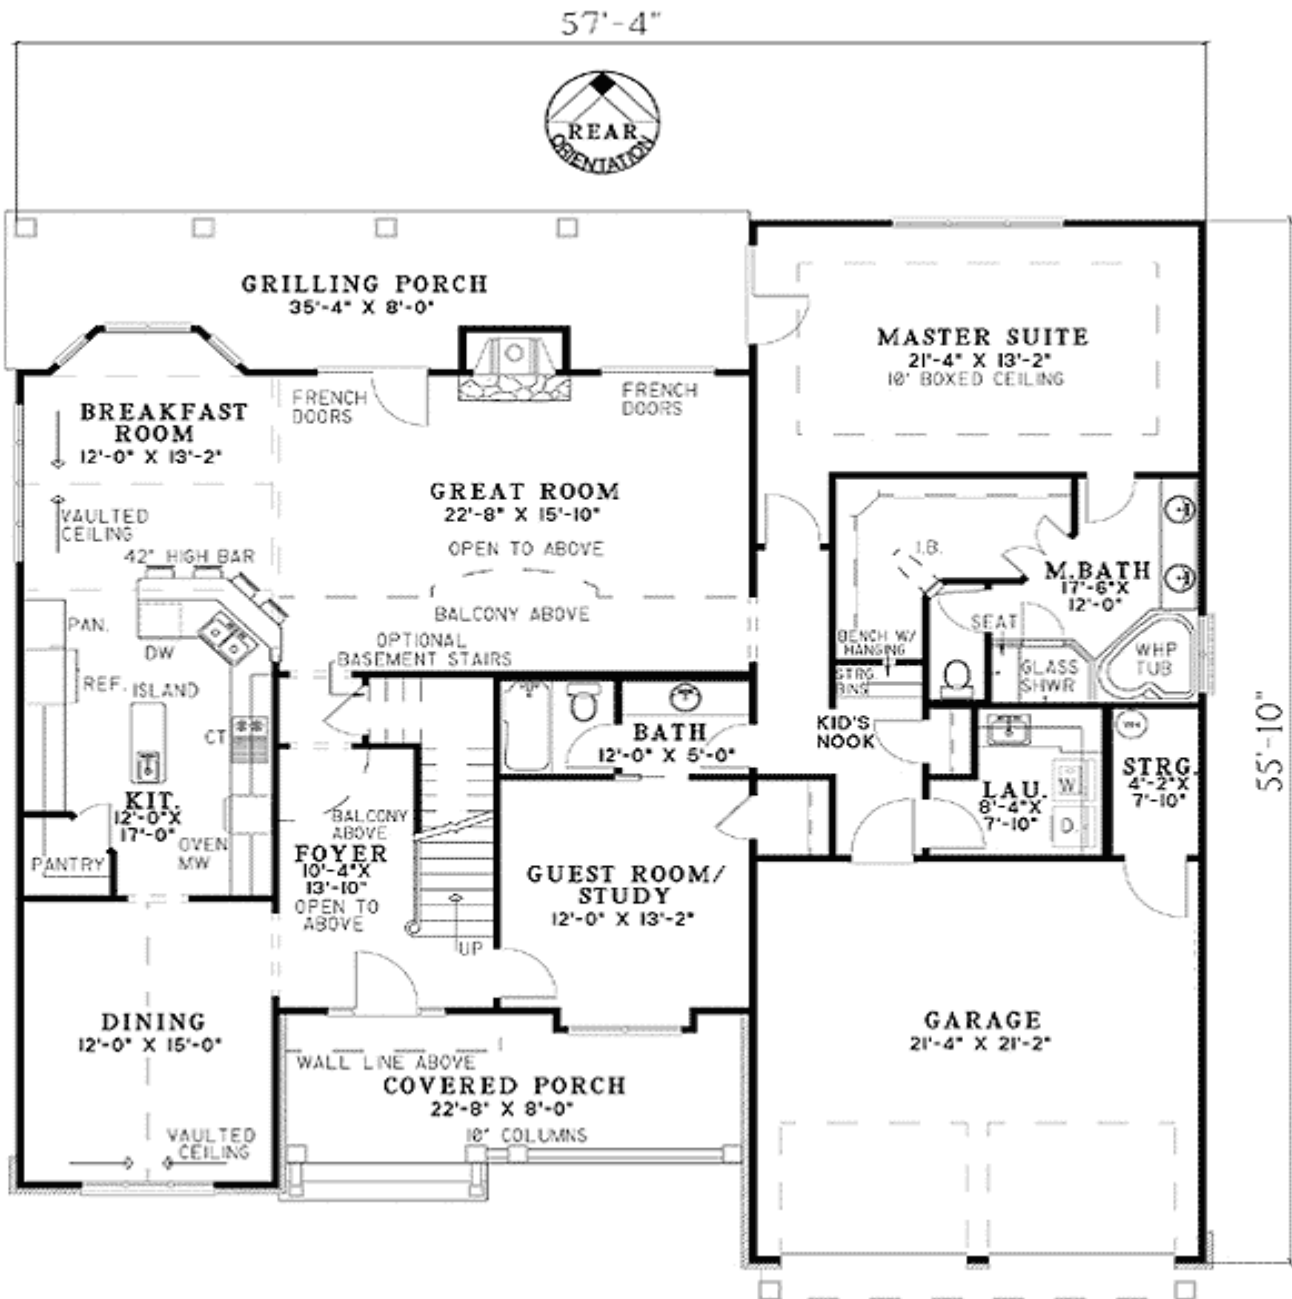 57'-4"
REAR
ORIENTATION
GRILLING PORCH
35'-4" X 8'-0"
MASTER SUITE
21'-4" X 13'-2"
10' BOXED CEILING
FRENCH
DOORS
FRENCH
DOORS
BREAKFAST
ROOM
12'-0" X 13'-2"
GREAT ROOM
22'-8" X 15'-10"
OPEN TO ABOVE
VAULTED
CEILING
42" HIGH BAR
BALCONY ABOVE
I.B.
M.BATH
17'-6"X
12'-0"
PAN.
DW
OPTIONAL
BASEMENT STAIRS
BENCH W/
HANGING
SEAT
GLASS
SHWR
WHP
TUB
REF.
ISLAND
STRG.
BINS
CT
BATH
12'-0" X 5'-0"
KID'S
NOOK
55'-10"
LAU.
8'-4"X
7'-10"
W
D
STRG.
4'-2"X
7'-10"
WH
KIT.
12'-0"X
17'-0"
BALCONY
ABOVE
OVEN
MW
PANTRY
FOYER
10'-4"X
13'-10"
OPEN TO
ABOVE
GUEST ROOM/
STUDY
12'-0" X 13'-2"
UP
DINING
12'-0" X 15'-0"
GARAGE
21'-4" X 21'-2"
WALL LINE ABOVE
COVERED PORCH
22'-8" X 8'-0"
10" COLUMNS
VAULTED
CEILING